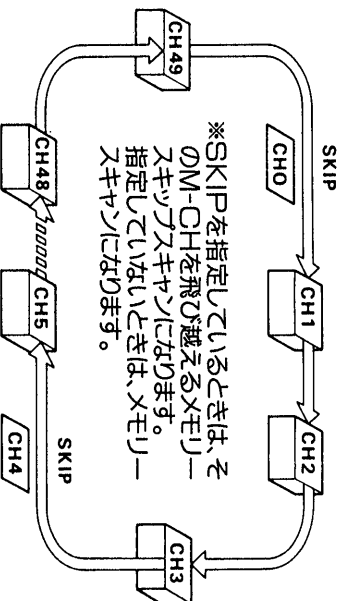 SKIP
CH49
CH0
CH1
CH2
※SKIPを指定しているときは、そ
のM-CHを飛び越えるメモリー
スキップスキャンになります。
指定していないときは、メモリー
スキャンになります。
CH48
CH5
SKIP
CH4
CH3